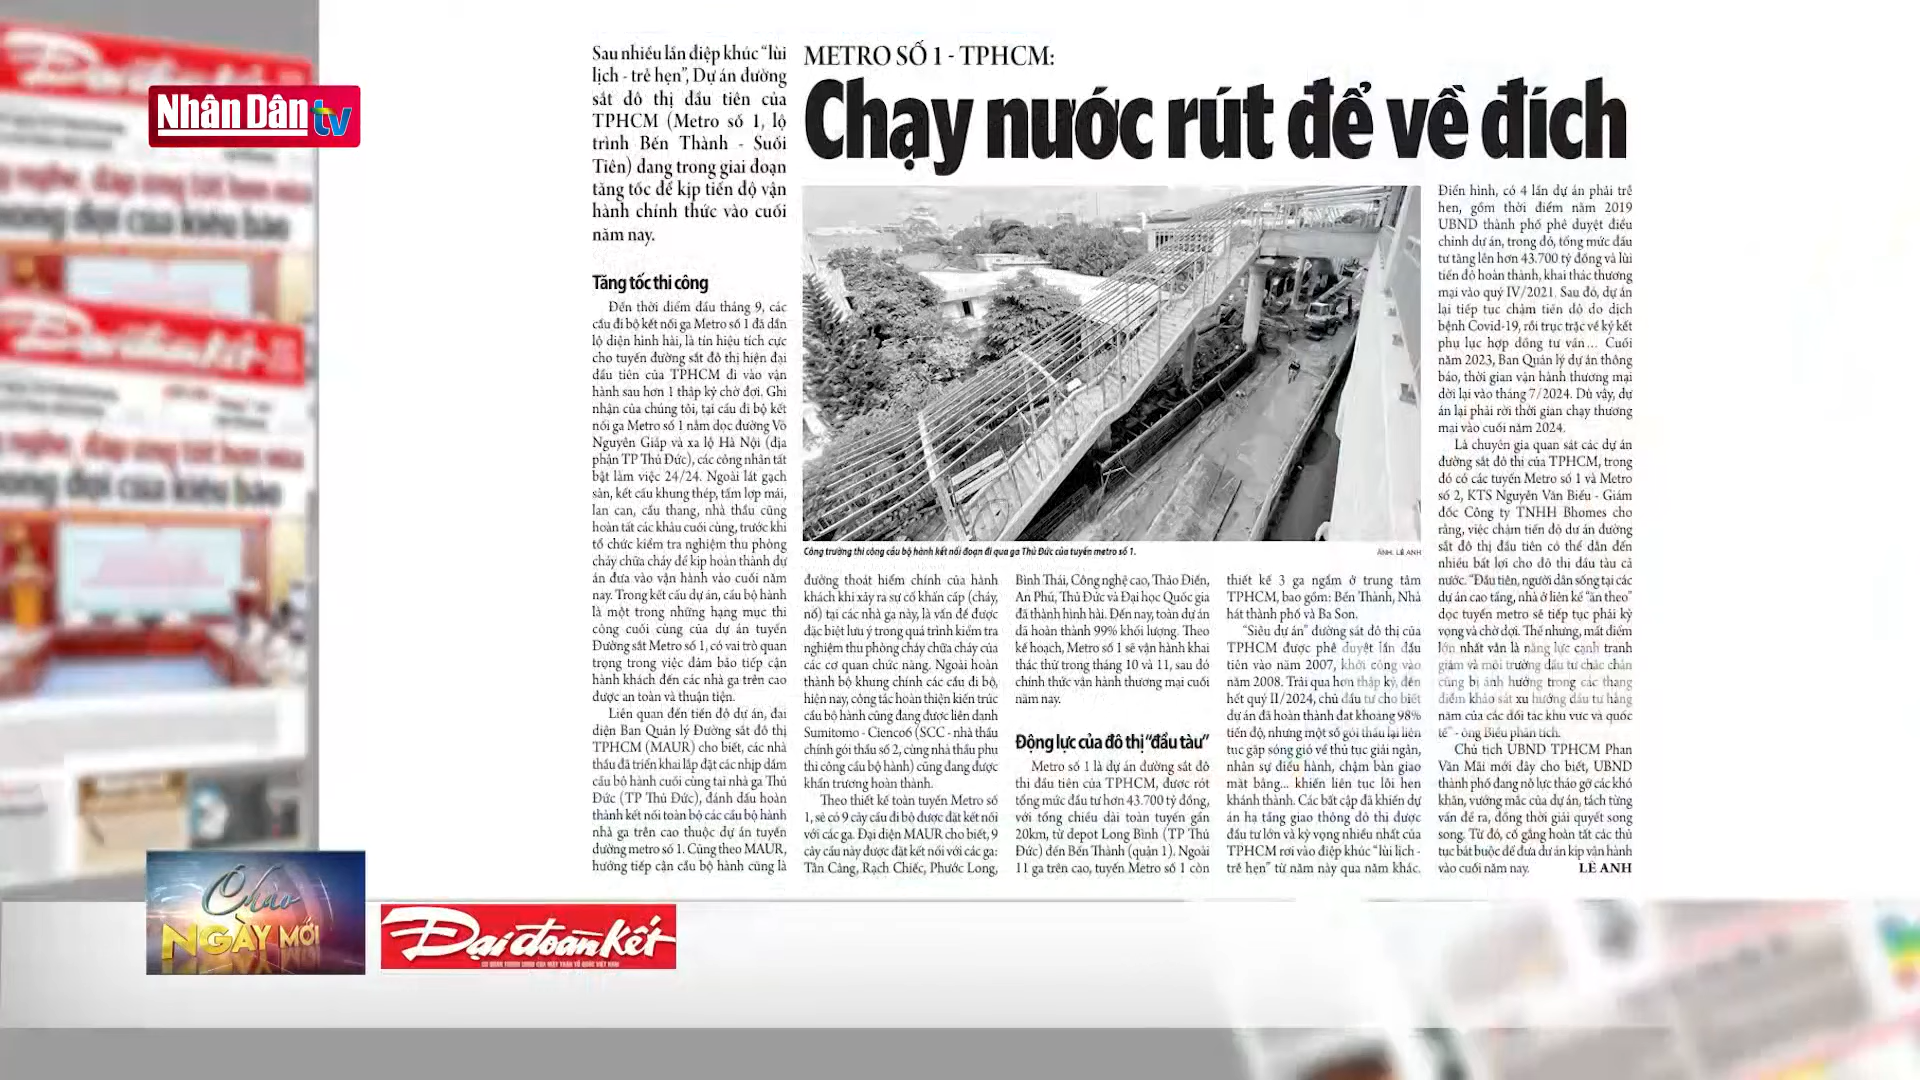 Nhân Dân tv
Sau nhiều lần điệp khúc “lùi
lịch - trễ hẹn”, Dự án đường
sắt đô thị đầu tiên của
TPHCM (Metro số 1, lộ
trình Bến Thành - Suối
Tiên) đang trong giai đoạn
tăng tốc để kịp tiến độ vận
hành chính thức vào cuối
năm nay.
METRO SỐ 1 - TPHCM:
Chạy nước rút để về đích
Tăng tốc thi công
Đến thời điểm đầu tháng 9, các
cầu đi bộ kết nối ga Metro số 1 đã dần
lộ diện hình hài, là tín hiệu tích cực
cho tuyến đường sắt đô thị hiện đại
đầu tiên của TPHCM đi vào vận
hành sau hơn 1 thập kỷ chờ đợi. Ghi
nhận của chúng tôi, tại cầu đi bộ kết
nối ga Metro số 1 nằm dọc đường Võ
Nguyên Giáp và xa lộ Hà Nội (địa
phận TP Thủ Đức), các công nhân tất
bật làm việc 24/24. Ngoài lát gạch
sàn, kết cấu khung thép, tấm lợp mái,
lan can, cầu thang, nhà thầu cũng
hoàn tất các khâu cuối cùng, trước khi
tổ chức kiểm tra nghiệm thu phòng
cháy chữa cháy để kịp hoàn thành dự
án đưa vào vận hành vào cuối năm
nay. Trong kết cấu dự án, cầu bộ hành
là một trong những hạng mục thi
công cuối cùng của dự án tuyến
Đường sắt Metro số 1, có vai trò quan
trọng trong việc đảm bảo tiếp cận
hành khách đến các nhà ga trên cao
được an toàn và thuận tiện.
Liên quan đến tiến độ dự án, đại
diện Ban Quản lý Đường sắt đô thị
TPHCM (MAUR) cho biết, các nhà
thầu đã triển khai lắp đặt các nhịp dầm
cầu bộ hành cuối cùng tại nhà ga Thủ
Đức (TP Thủ Đức), đánh dấu hoàn
thành kết nối toàn bộ các cầu bộ hành
nhà ga trên cao thuộc dự án tuyến
đường metro số 1. Cũng theo MAUR,
hướng tiếp cận cầu bộ hành cũng là
Công trường thi công cầu bộ hành kết nối đoạn đi qua ga Thủ Đức của tuyến metro số 1.
ẢNH: LÊ ANH
đường thoát hiểm chính của hành
khách khi xảy ra sự cố khẩn cấp (cháy,
nổ) tại các nhà ga này, là vấn đề được
đặc biệt lưu ý trong quá trình kiểm tra
nghiệm thu phòng cháy chữa cháy của
các cơ quan chức năng. Ngoài hoàn
thành bộ khung chính các cầu đi bộ,
hiện nay, công tác hoàn thiện kiến trúc
cầu bộ hành cũng đang được liên danh
Sumitomo - Cienco6 (SCC - nhà thầu
chính gói thầu số 2, cùng nhà thầu phụ
thi công cầu bộ hành) cũng đang được
khẩn trương hoàn thành.
Theo thiết kế toàn tuyến Metro số
1, sẽ có 9 cây cầu đi bộ được đặt kết nối
với các ga. Đại diện MAUR cho biết, 9
cây cầu này được đặt kết nối với các ga:
Tân Cảng, Rạch Chiếc, Phước Long,
Bình Thái, Công nghệ cao, Thảo Điền,
An Phú, Thủ Đức và Đại học Quốc gia
đã thành hình hài. Đến nay, toàn dự án
đã hoàn thành 99% khối lượng. Theo
kế hoạch, Metro số 1 sẽ vận hành khai
thác thử trong tháng 10 và 11, sau đó
chính thức vận hành thương mại cuối
năm nay.
Động lực của đô thị “đầu tàu”
Metro số 1 là dự án đường sắt đô
thị đầu tiên của TPHCM, được rót
tổng mức đầu tư hơn 43.700 tỷ đồng,
với tổng chiều dài toàn tuyến gần
20km, từ depot Long Bình (TP Thủ
Đức) đến Bến Thành (quận 1). Ngoài
11 ga trên cao, tuyến Metro số 1 còn
thiết kế 3 ga ngầm ở trung tâm
TPHCM, bao gồm: Bến Thành, Nhà
hát thành phố và Ba Son.
“Siêu dự án” đường sắt đô thị của
TPHCM được phê duyệt lần đầu
tiên vào năm 2007, khởi công vào
năm 2008. Trải qua hơn thập kỷ, đến
hết quý II/2024, chủ đầu tư cho biết
dự án đã hoàn thành đạt khoảng 98%
tiến độ, nhưng một số gói thầu lại liên
tục gặp sóng gió về thủ tục giải ngân,
nhân sự điều hành, chậm bàn giao
mặt bằng... khiến liên tục lỗi hẹn
khánh thành. Các bất cập đã khiến dự
án hạ tầng giao thông đô thị được
đầu tư lớn và kỳ vọng nhiều nhất của
TPHCM rơi vào điệp khúc “lùi lịch -
trễ hẹn” từ năm này qua năm khác.
Điển hình, có 4 lần dự án phải trễ
hẹn, gồm thời điểm năm 2019
UBND thành phố phê duyệt điều
chỉnh dự án, trong đó, tổng mức đầu
tư tăng lên hơn 43.700 tỷ đồng và lùi
tiến độ hoàn thành, khai thác thương
mại vào quý IV/2021. Sau đó, dự án
lại tiếp tục chậm tiến độ do dịch
bệnh Covid-19, rồi trục trặc về ký kết
phụ lục hợp đồng tư vấn... Cuối
năm 2023, Ban Quản lý dự án thông
báo, thời gian vận hành thương mại
dời lại vào tháng 7/2024. Dù vậy, dự
án lại phải rời thời gian chạy thương
mại vào cuối năm 2024.
Là chuyên gia quan sát các dự án
đường sắt đô thị của TPHCM, trong
đó có các tuyến Metro số 1 và Metro
số 2, KTS Nguyễn Văn Biểu - Giám
đốc Công ty TNHH Bhomes cho
rằng, việc chậm tiến độ dự án đường
sắt đô thị đầu tiên có thể dẫn đến
nhiều bất lợi cho đô thị đầu tàu cả
nước. “Đầu tiên, người dân sống tại các
dự án cao tầng, nhà ở liền kề “ăn theo”
dọc tuyến metro sẽ tiếp tục phải kỳ
vọng và chờ đợi. Thế nhưng, mất điểm
lớn nhất vẫn là năng lực cạnh tranh
giảm và môi trường đầu tư chắc chắn
cũng bị ảnh hưởng trong các thang
điểm khảo sát xu hướng đầu tư hằng
năm của các đối tác khu vực và quốc
tế” - ông Biểu phân tích.
Chủ tịch UBND TPHCM Phan
Văn Mãi mới đây cho biết, UBND
thành phố đang nỗ lực tháo gỡ các khó
khăn, vướng mắc của dự án, tách từng
vấn đề ra, đồng thời giải quyết song
song. Từ đó, cố gắng hoàn tất các thủ
tục bắt buộc để đưa dự án kịp vận hành
vào cuối năm nay.
LÊ ANH
Chào
NGÀY MỚI
Đại đoàn kết
CƠ QUAN TRUNG ƯƠNG CỦA MẶT TRẬN TỔ QUỐC VIỆT NAM